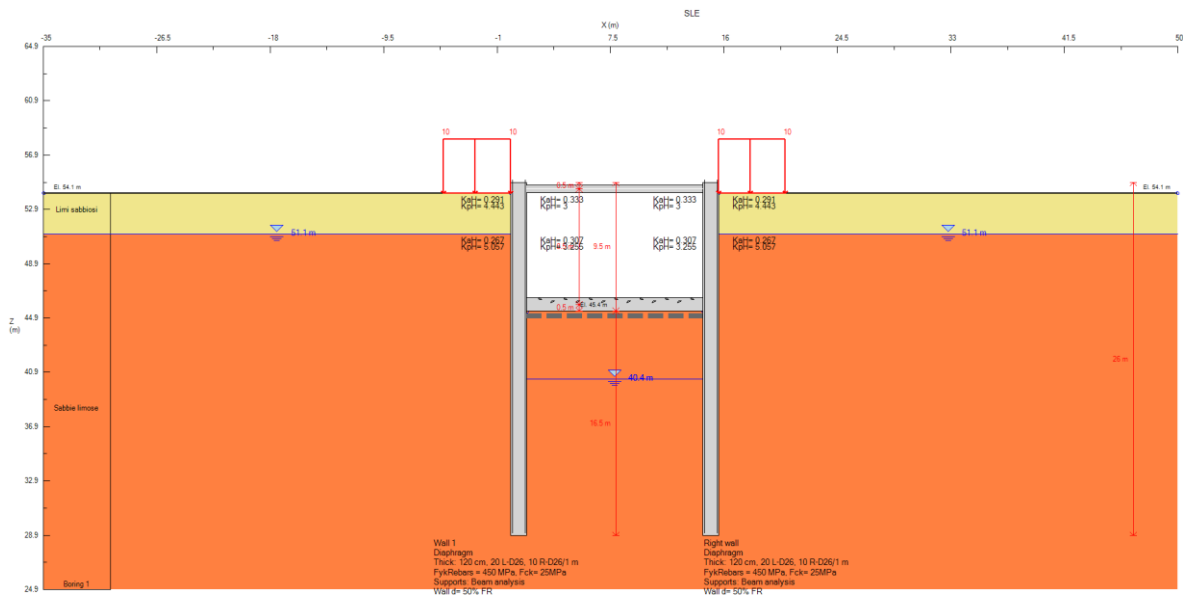 SLE
X (m)
-35 -26.5 -18 -9.5 -1 7.5 16 24.5 33 41.5 50
64.9
60.9
56.9
52.9
48.9
44.9
40.9
36.9
32.9
28.9
24.9
Z
(m)
10 10 10 10
El. 54.1 m
0.5 m
El. 54.1 m
KaH= 0.291 KaH= 0.333 KaH= 0.333 KaH= 0.291
KpH= 4.443 KpH= 3 KpH= 3 KpH= 4.443
Limi sabbiosi
51.1 m
51.1 m
KaH= 0.267 KaH= 0.307 KaH= 0.307 KaH= 0.267
KpH= 5.057 KpH= 3.255 KpH= 3.255 KpH= 5.057
9.5 m
El. 45.4 m
0.5 m
26 m
40.4 m
Sabbie limose
16.5 m
Boring 1
Wall 1
Diaphragm
Thick: 120 cm, 20 L-D26, 10 R-D26/1 m
FykRebars = 450 MPa, Fck= 25MPa
Supports: Beam analysis
Wall d= 50% FR
Right wall
Diaphragm
Thick: 120 cm, 20 L-D26, 10 R-D26/1 m
FykRebars = 450 MPa, Fck= 25MPa
Supports: Beam analysis
Wall d= 50% FR